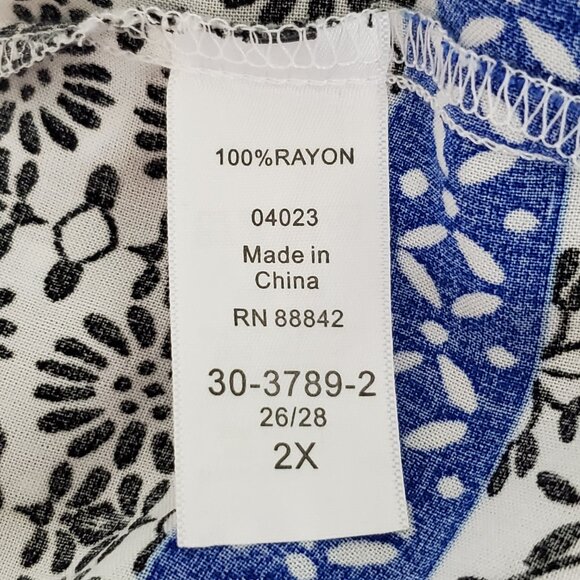 100%RAYON
04023
Made in
China
RN 88842
30-3789-2
26/28
2X